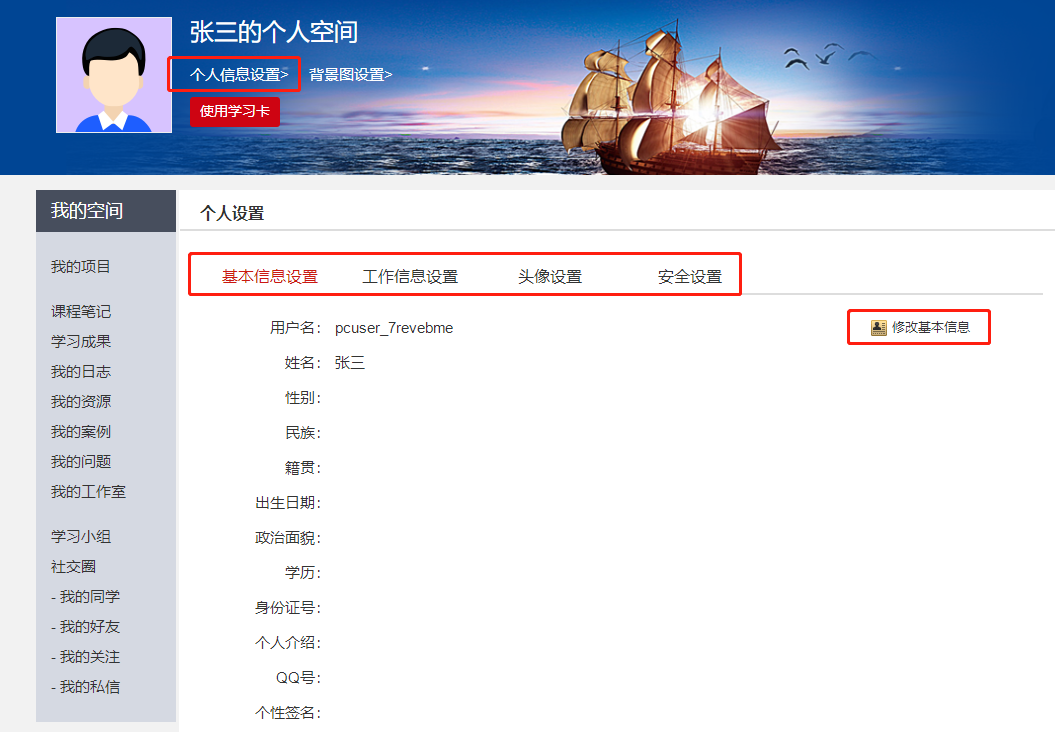 张三的个人空间
个人信息设置> 背景图设置>
使用学习卡
我的空间
我的项目
课程笔记
学习成果
我的日志
我的资源
我的案例
我的问题
我的工作室
学习小组
社交圈
- 我的同学
- 我的好友
- 我的关注
- 我的私信
个人设置
基本信息设置 工作信息设置 头像设置 安全设置
修改基本信息
用户名: pcuser_7revebme
姓名: 张三
性别:
民族:
籍贯:
出生日期:
政治面貌:
学历:
身份证号:
个人介绍:
QQ号:
个性签名: